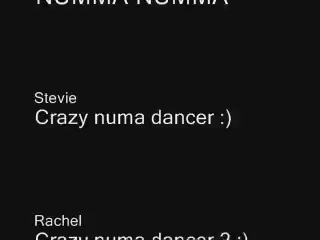 NUMMA NUMMA
Stevie
Crazy numa dancer :)
Rachel
Crazy numa dancer 2 :)